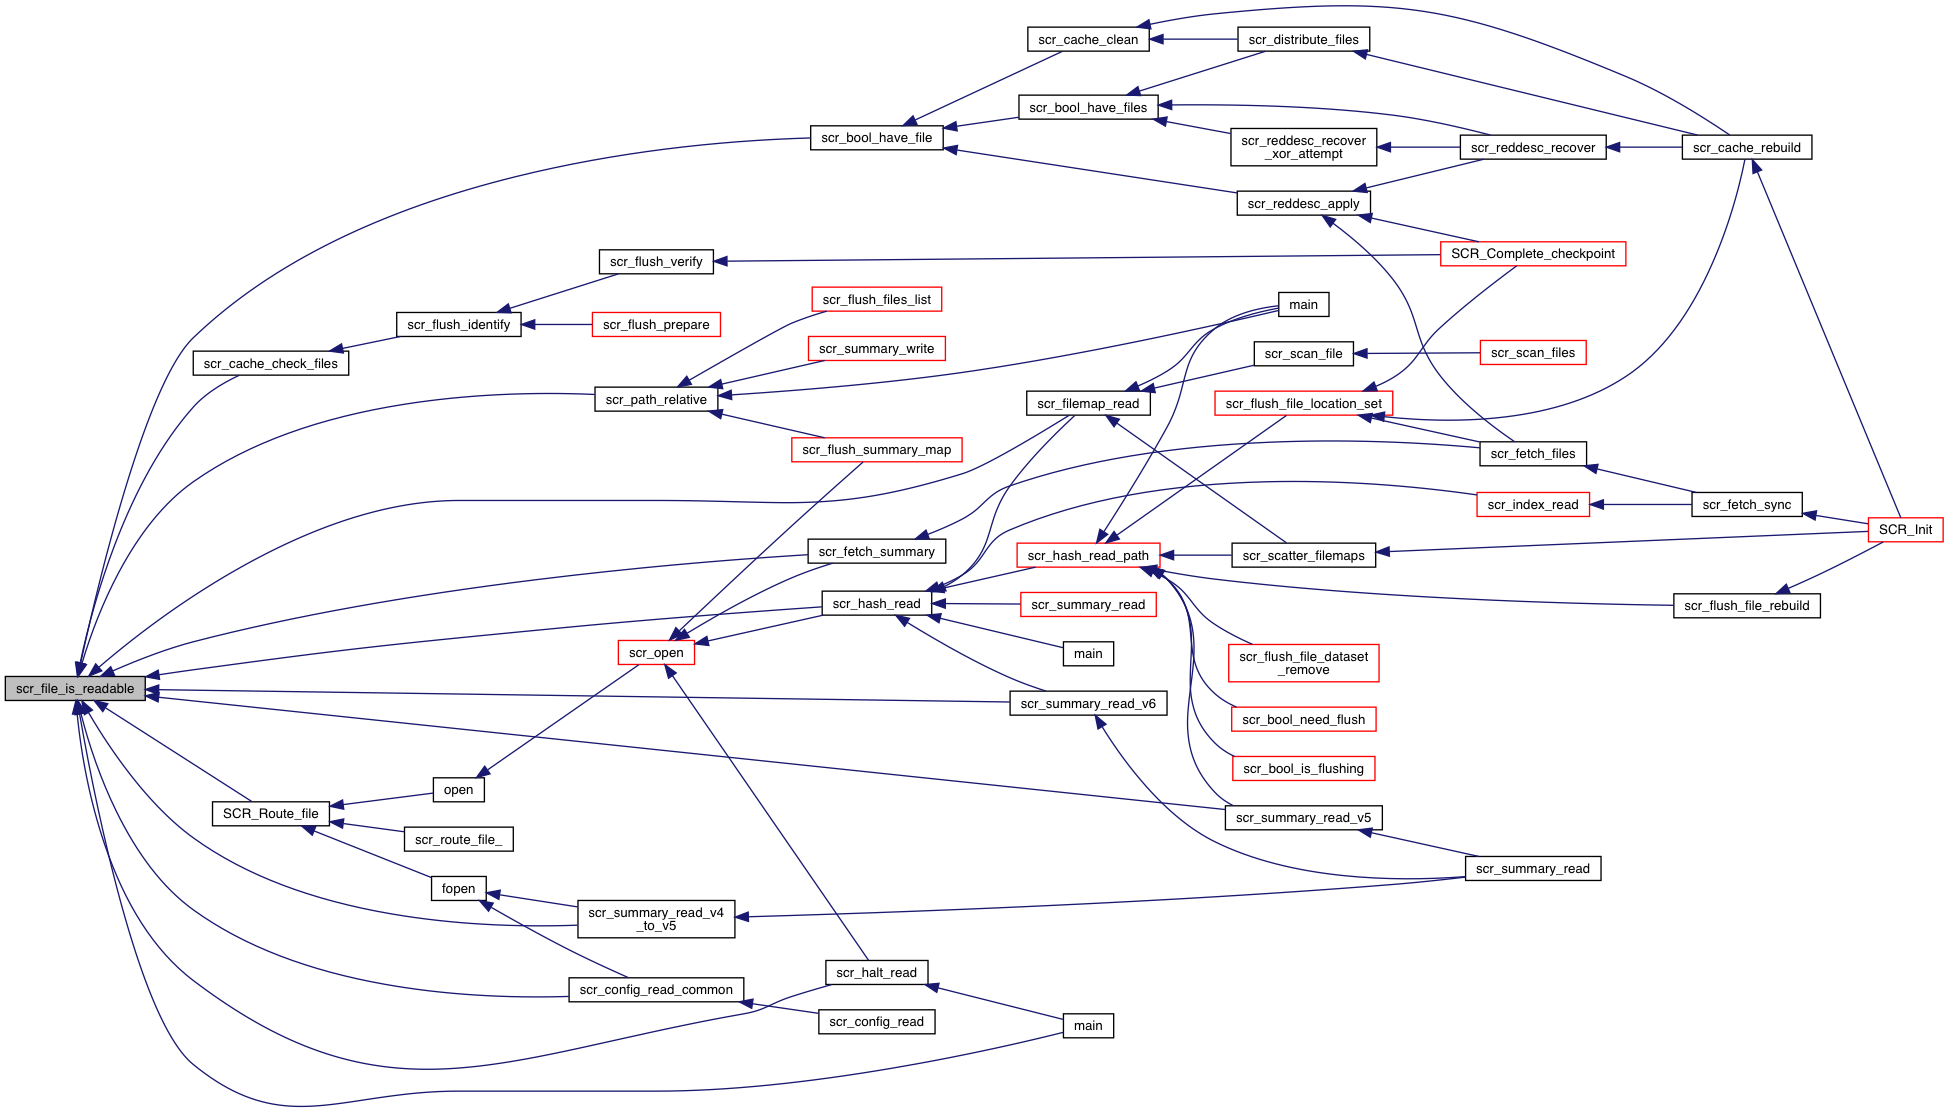 scr_cache_clean
scr_distribute_files
scr_bool_have_files
scr_bool_have_file
scr_reddesc_recover
_xor_attempt
scr_reddesc_recover
scr_cache_rebuild
scr_reddesc_apply
scr_flush_verify
SCR_Complete_checkpoint
scr_flush_files_list
main
scr_flush_identify
scr_flush_prepare
scr_cache_check_files
scr_summary_write
scr_scan_file
scr_scan_files
scr_path_relative
scr_filemap_read
scr_flush_file_location_set
scr_flush_summary_map
scr_fetch_files
scr_index_read
scr_fetch_sync
SCR_Init
scr_fetch_summary
scr_hash_read_path
scr_scatter_filemaps
scr_hash_read
scr_summary_read
scr_flush_file_rebuild
scr_open
main
scr_flush_file_dataset
_remove
scr_file_is_readable
scr_summary_read_v6
scr_bool_need_flush
scr_bool_is_flushing
open
SCR_Route_file
scr_summary_read_v5
scr_route_file_
scr_summary_read
fopen
scr_summary_read_v4
_to_v5
scr_halt_read
scr_config_read_common
scr_config_read
main